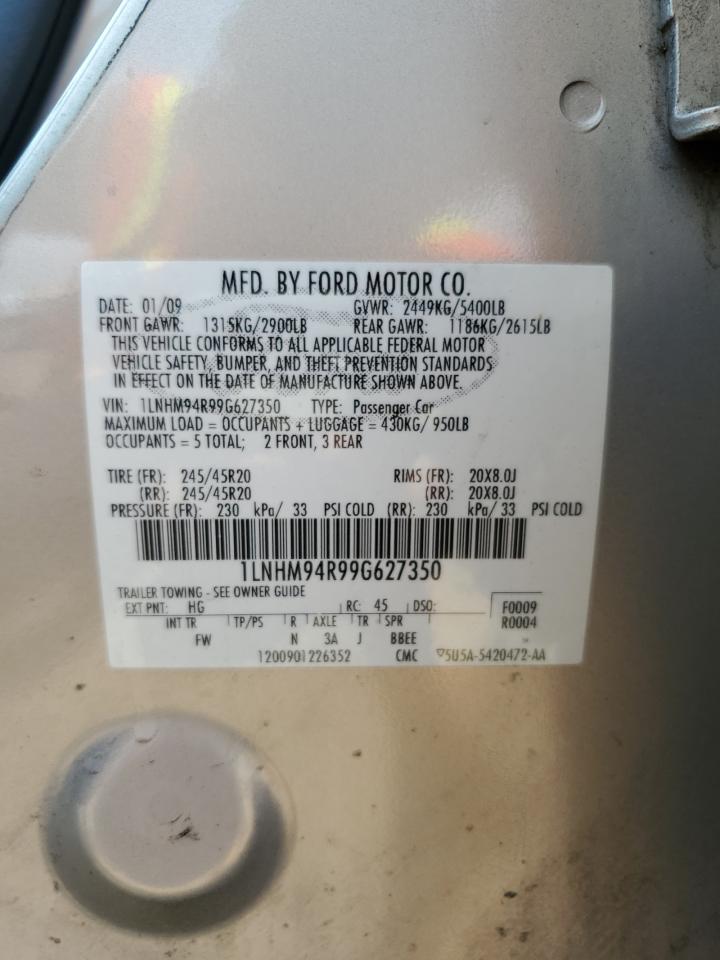 MFD. BY FORD MOTOR CO.
DATE: 01/09 GVWR: 2449KG/5400LB
FRONT GAWR: 1315KG/2900LB REAR GAWR: 1186KG/2615LB
THIS VEHICLE CONFORMS TO ALL APPLICABLE FEDERAL MOTOR
VEHICLE SAFETY, BUMPER, AND THEFT PREVENTION STANDARDS
IN EFFECT ON THE DATE OF MANUFACTURE SHOWN ABOVE.
VIN: 1LNHM94R99G627350 TYPE: Passenger Car
MAXIMUM LOAD = OCCUPANTS + LUGGAGE = 430KG/ 950LB
OCCUPANTS = 5 TOTAL; 2 FRONT, 3 REAR
TIRE (FR): 245/45R20 RIMS (FR): 20X8.0J
(RR): 245/45R20 (RR): 20X8.0J
PRESSURE (FR): 230 kPa/ 33 PSI COLD (RR): 230 kPa/ 33 PSI COLD
1LNHM94R99G627350
TRAILER TOWING - SEE OWNER GUIDE
EXT PNT: HG RC: 45 DSO: F0009
INT TR TP/PS R AXLE TR SPR R0004
FW N 3A J BBEE
1200901226352 CMC ▽5U5A-5420472-AA